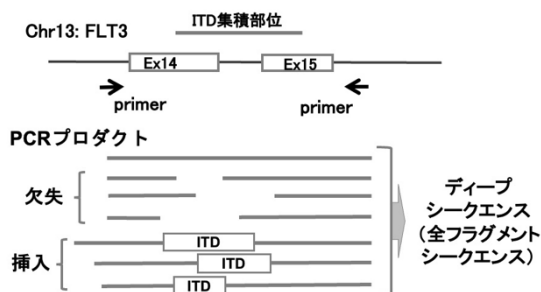 ITD集積部位
Chr13: FLT3
Ex14
Ex15
primer
primer
PCRプロダクト
欠失
挿入
ITD
ITD
ITD
ディープ
シークエンス
(全フラグメント
シークエンス)